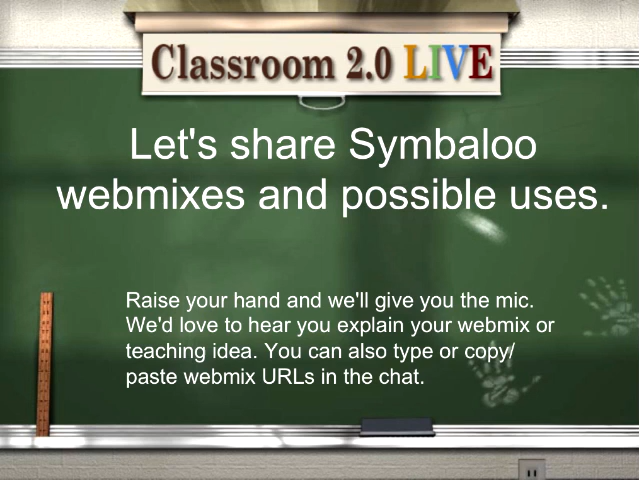 Classroom 2.0 LIVE
Let's share Symbaloo
webmixes and possible uses.
Raise your hand and we'll give you the mic.
We'd love to hear you explain your webmix or
teaching idea. You can also type or copy/
paste webmix URLs in the chat.